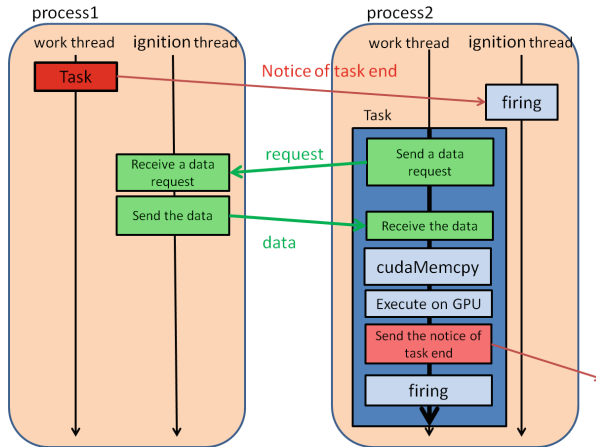 process1
process2
work thread
ignition thread
work thread
ignition thread
Task
Notice of task end
firing
Task
Receive a data
request
request
Send a data
request
Send the data
data
Receive the data
cudaMemcpy
Execute on GPU
Send the notice of
task end
firing